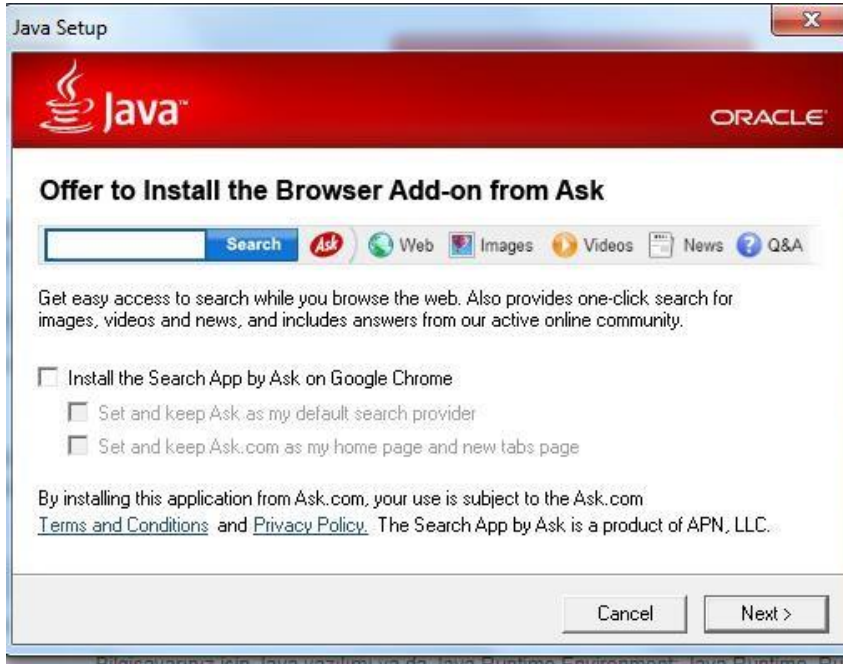 Java Setup
Java™
ORACLE
Offer to Install the Browser Add-on from Ask
Search Ask Web Images Videos News Q&A
Get easy access to search while you browse the web. Also provides one-click search for
images, videos and news, and includes answers from our active online community.
Install the Search App by Ask on Google Chrome
Set and keep Ask as my default search provider
Set and keep Ask.com as my home page and new tabs page
By installing this application from Ask.com, your use is subject to the Ask.com
Terms and Conditions and Privacy Policy. The Search App by Ask is a product of APN, LLC.
Cancel Next >